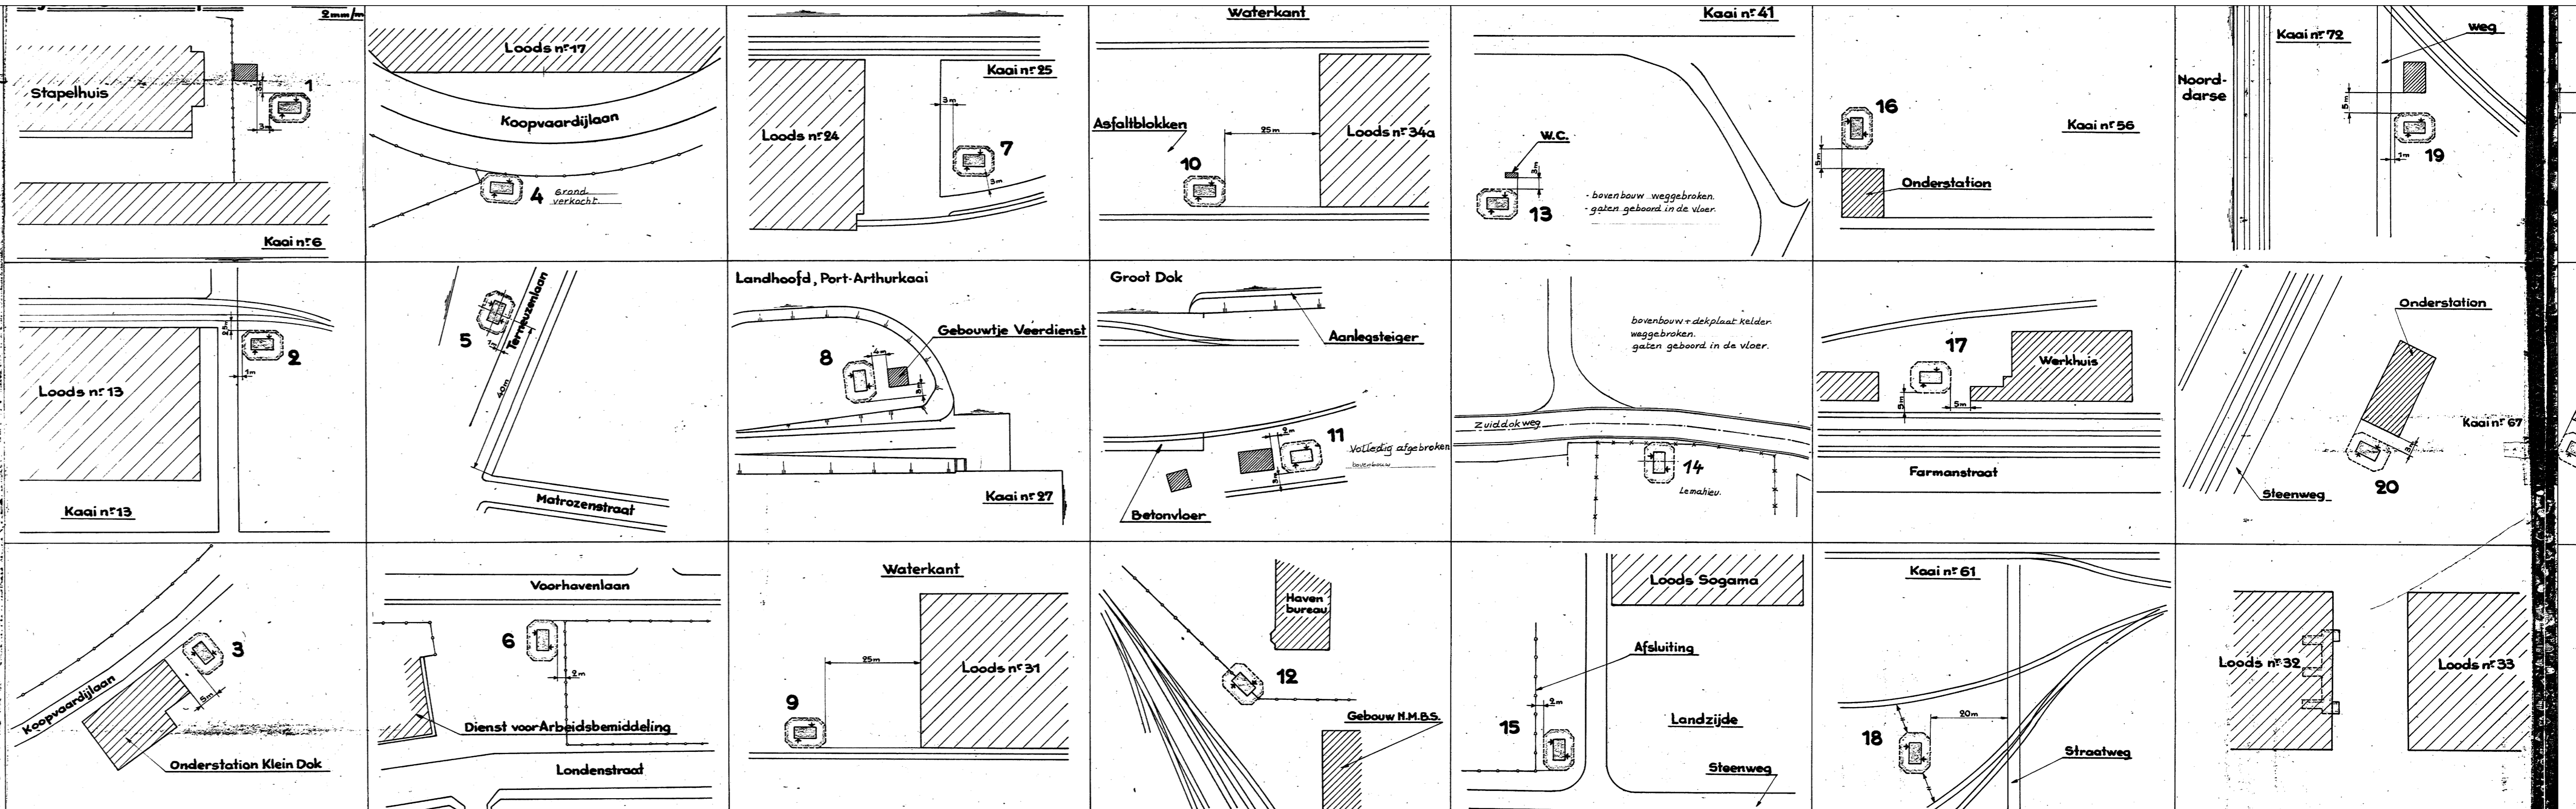 2mm/m
Stapelhuis
3
3
1
Kaai nr 6
Loods nr 17
Koopvaardijlaan
4
Grond
verkocht.
Kaai nr 25
3m
Loods nr 24
7
3m
Waterkant
Asfaltblokken
25m
Loods nr 34a
10
Kaai nr 41
W.C.
3m
13
- bovenbouw weggebroken.
- gaten geboord in de vloer.
16
Kaai nr 56
5m
Onderstation
Kaai nr 72
weg
Noord-
darse
5m
1m
19
2,5m
2
1m
Loods nr 13
Kaai nr 13
5
Terneuzenlaan
1m
40m
Matrozenstraat
Landhoofd, Port-Arthurkaai
Gebouwtje Veerdienst
8
4m
3m
Kaai nr 27
Groot Dok
Aanlegsteiger
2m
11
Volledig afgebroken
bovenbouw
3m
Betonvloer
bovenbouw + dekplaat kelder
weggebroken.
gaten geboord in de vloer.
Zuiddokweg
14
Lemahieu.
17
Werkhuis
5m
5m
Farmanstraat
Onderstation
Kaai nr 67
Steenweg
20
3
Koopvaardijlaan
5m
Onderstation Klein Dok
Voorhavenlaan
6
2m
Dienst voor Arbeidsbemiddeling
Londenstraat
Waterkant
25m
Loods nr 31
9
Haven
bureau
12
Gebouw N.M.B.S.
Loods Sogama
Afsluiting
2m
15
Landzijde
Steenweg
Kaai nr 61
20m
18
Straatweg
Loods nr 32
Loods nr 33